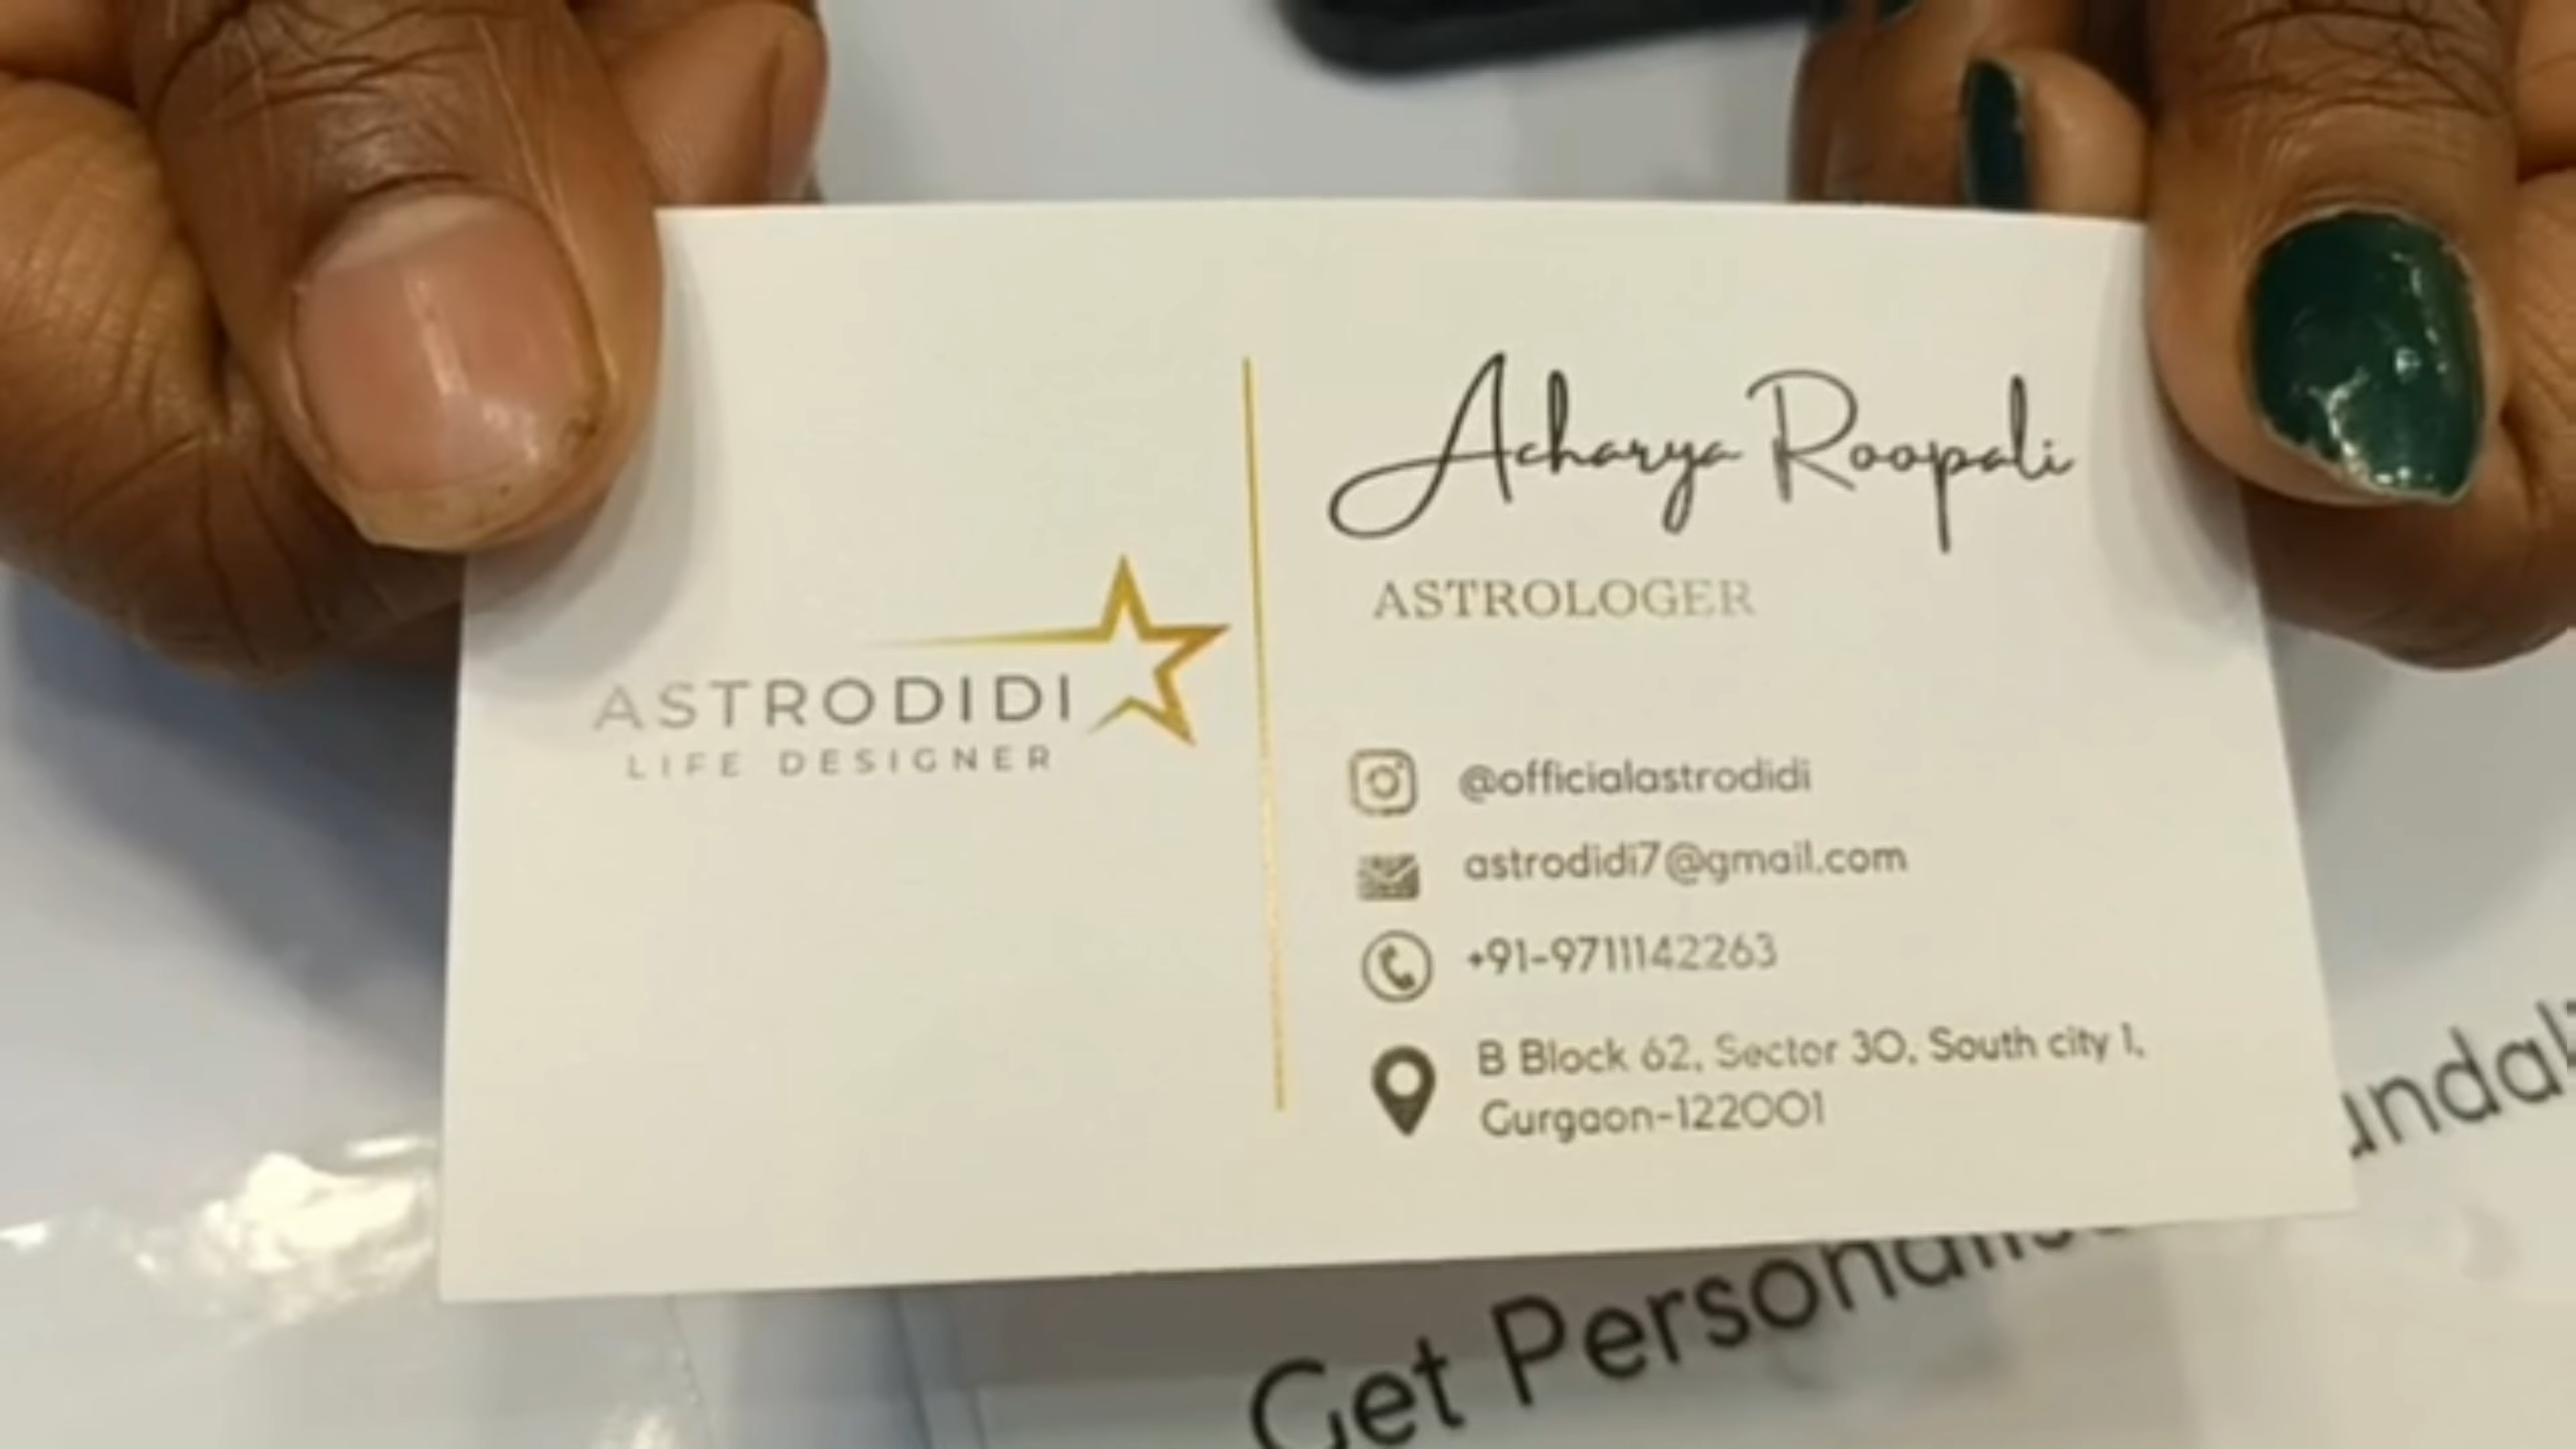 ASTRODIDI
LIFE DESIGNER
Acharya Roopali
ASTROLOGER
@officialastrodidi
astrodidi7@gmail.com
+91-9711142263
B Block 62, Sector 30, South city 1,
Gurgaon-122001
Get